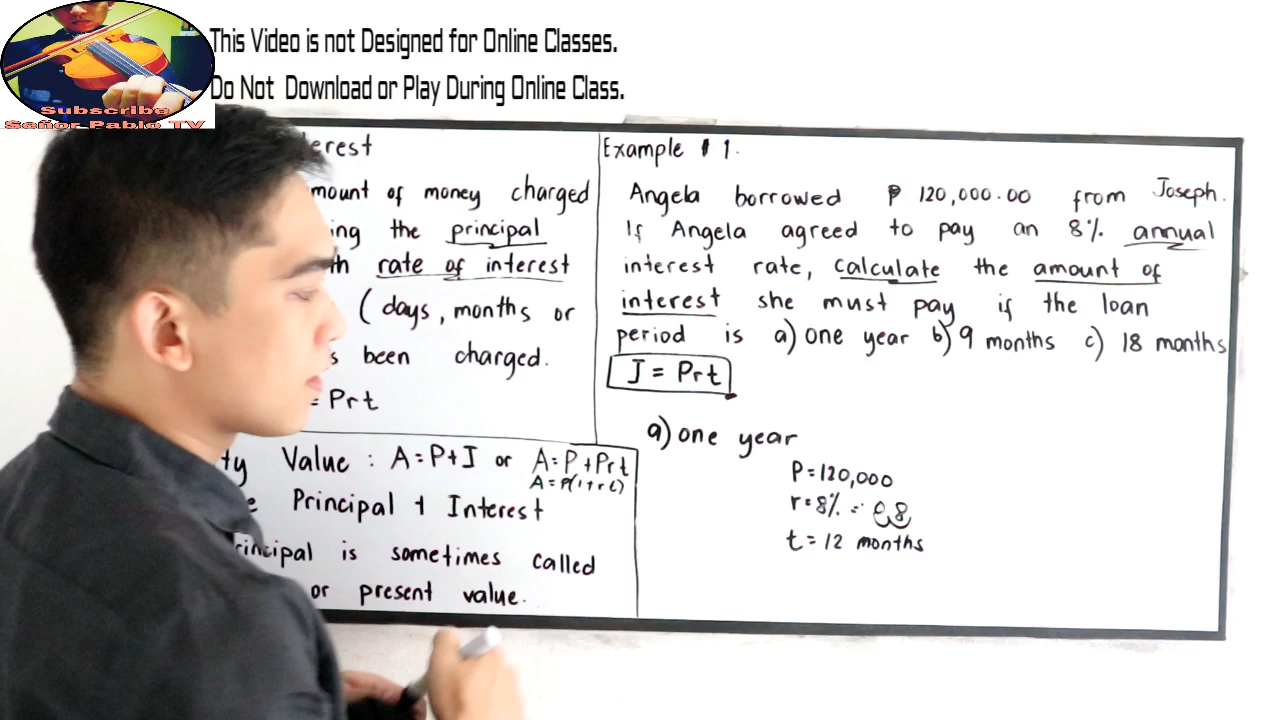 This Video is not Designed for Online Classes.
Do Not Download or Play During Online Class.
Subscribe
Señor Pablo TV
erest
mount of money charged
ing the principal
th rate of interest
(days, months or
s been charged.
= Prt
ty Value : A = P + I or A = P + Prt
A = P(1 + rt)
e Principal + Interest
rincipal is sometimes called
or present value.
Example # 1.
Angela borrowed ₱ 120,000.00 from Joseph.
If Angela agreed to pay an 8% annual
interest rate, calculate the amount of
interest she must pay if the loan
period is a) one year b) 9 months c) 18 months
I = Prt
a) one year
P = 120,000
r = 8% =
t = 12 months